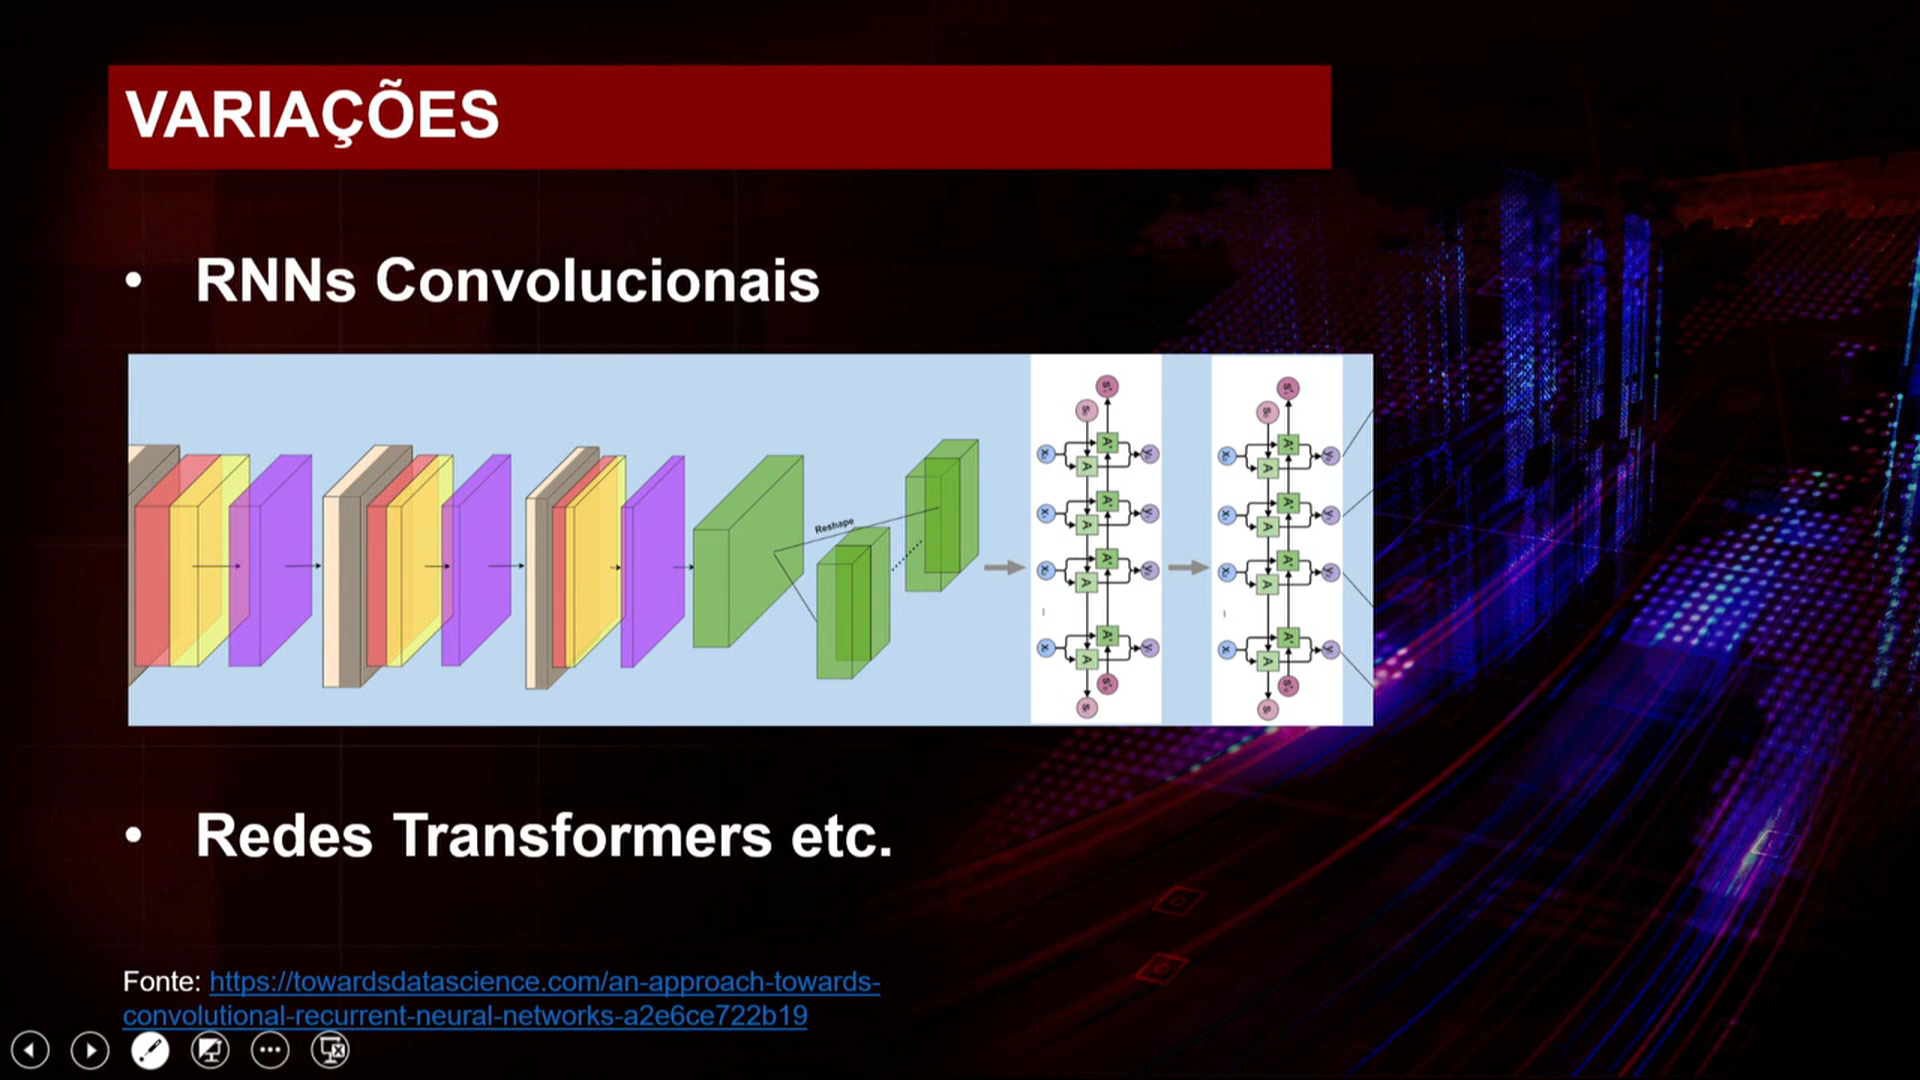 VARIAÇÕES
• RNNs Convolucionais
Reshape
• Redes Transformers etc.
Fonte: https://towardsdatascience.com/an-approach-towards-
convolutional-recurrent-neural-networks-a2e6ce722b19